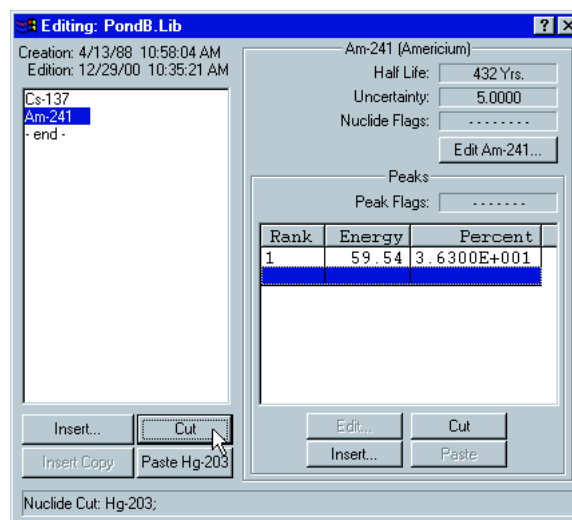 Editing: PondB.Lib
Creation: 4/13/88 10:58:04 AM
Edition: 12/29/00 10:35:21 AM
Cs-137
Am-241
- end -
Insert...
Cut
Insert Copy
Paste Hg-203
Am-241 (Americium)
Half Life: 432 Yrs.
Uncertainty: 5.0000
Nuclide Flags: - - - - - - - -
Edit Am-241...
Peaks
Peak Flags: - - - - - - -
Rank Energy Percent
1 59.54 3.6300E+001
Edit...
Cut
Insert...
Paste
Nuclide Cut: Hg-203;